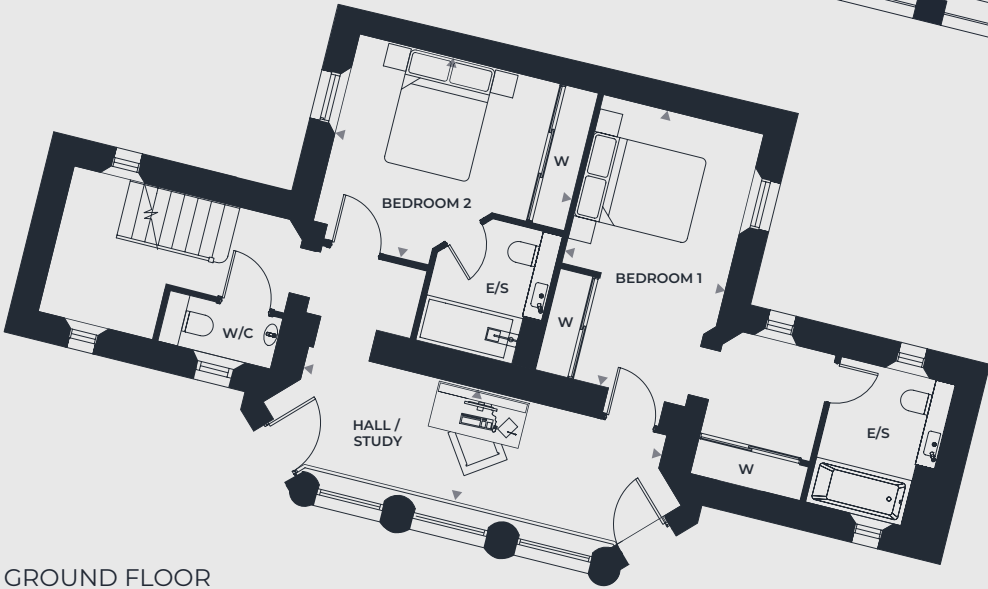 W
BEDROOM 2
BEDROOM 1
E/S
W
W/C
HALL /
STUDY
E/S
W
GROUND FLOOR